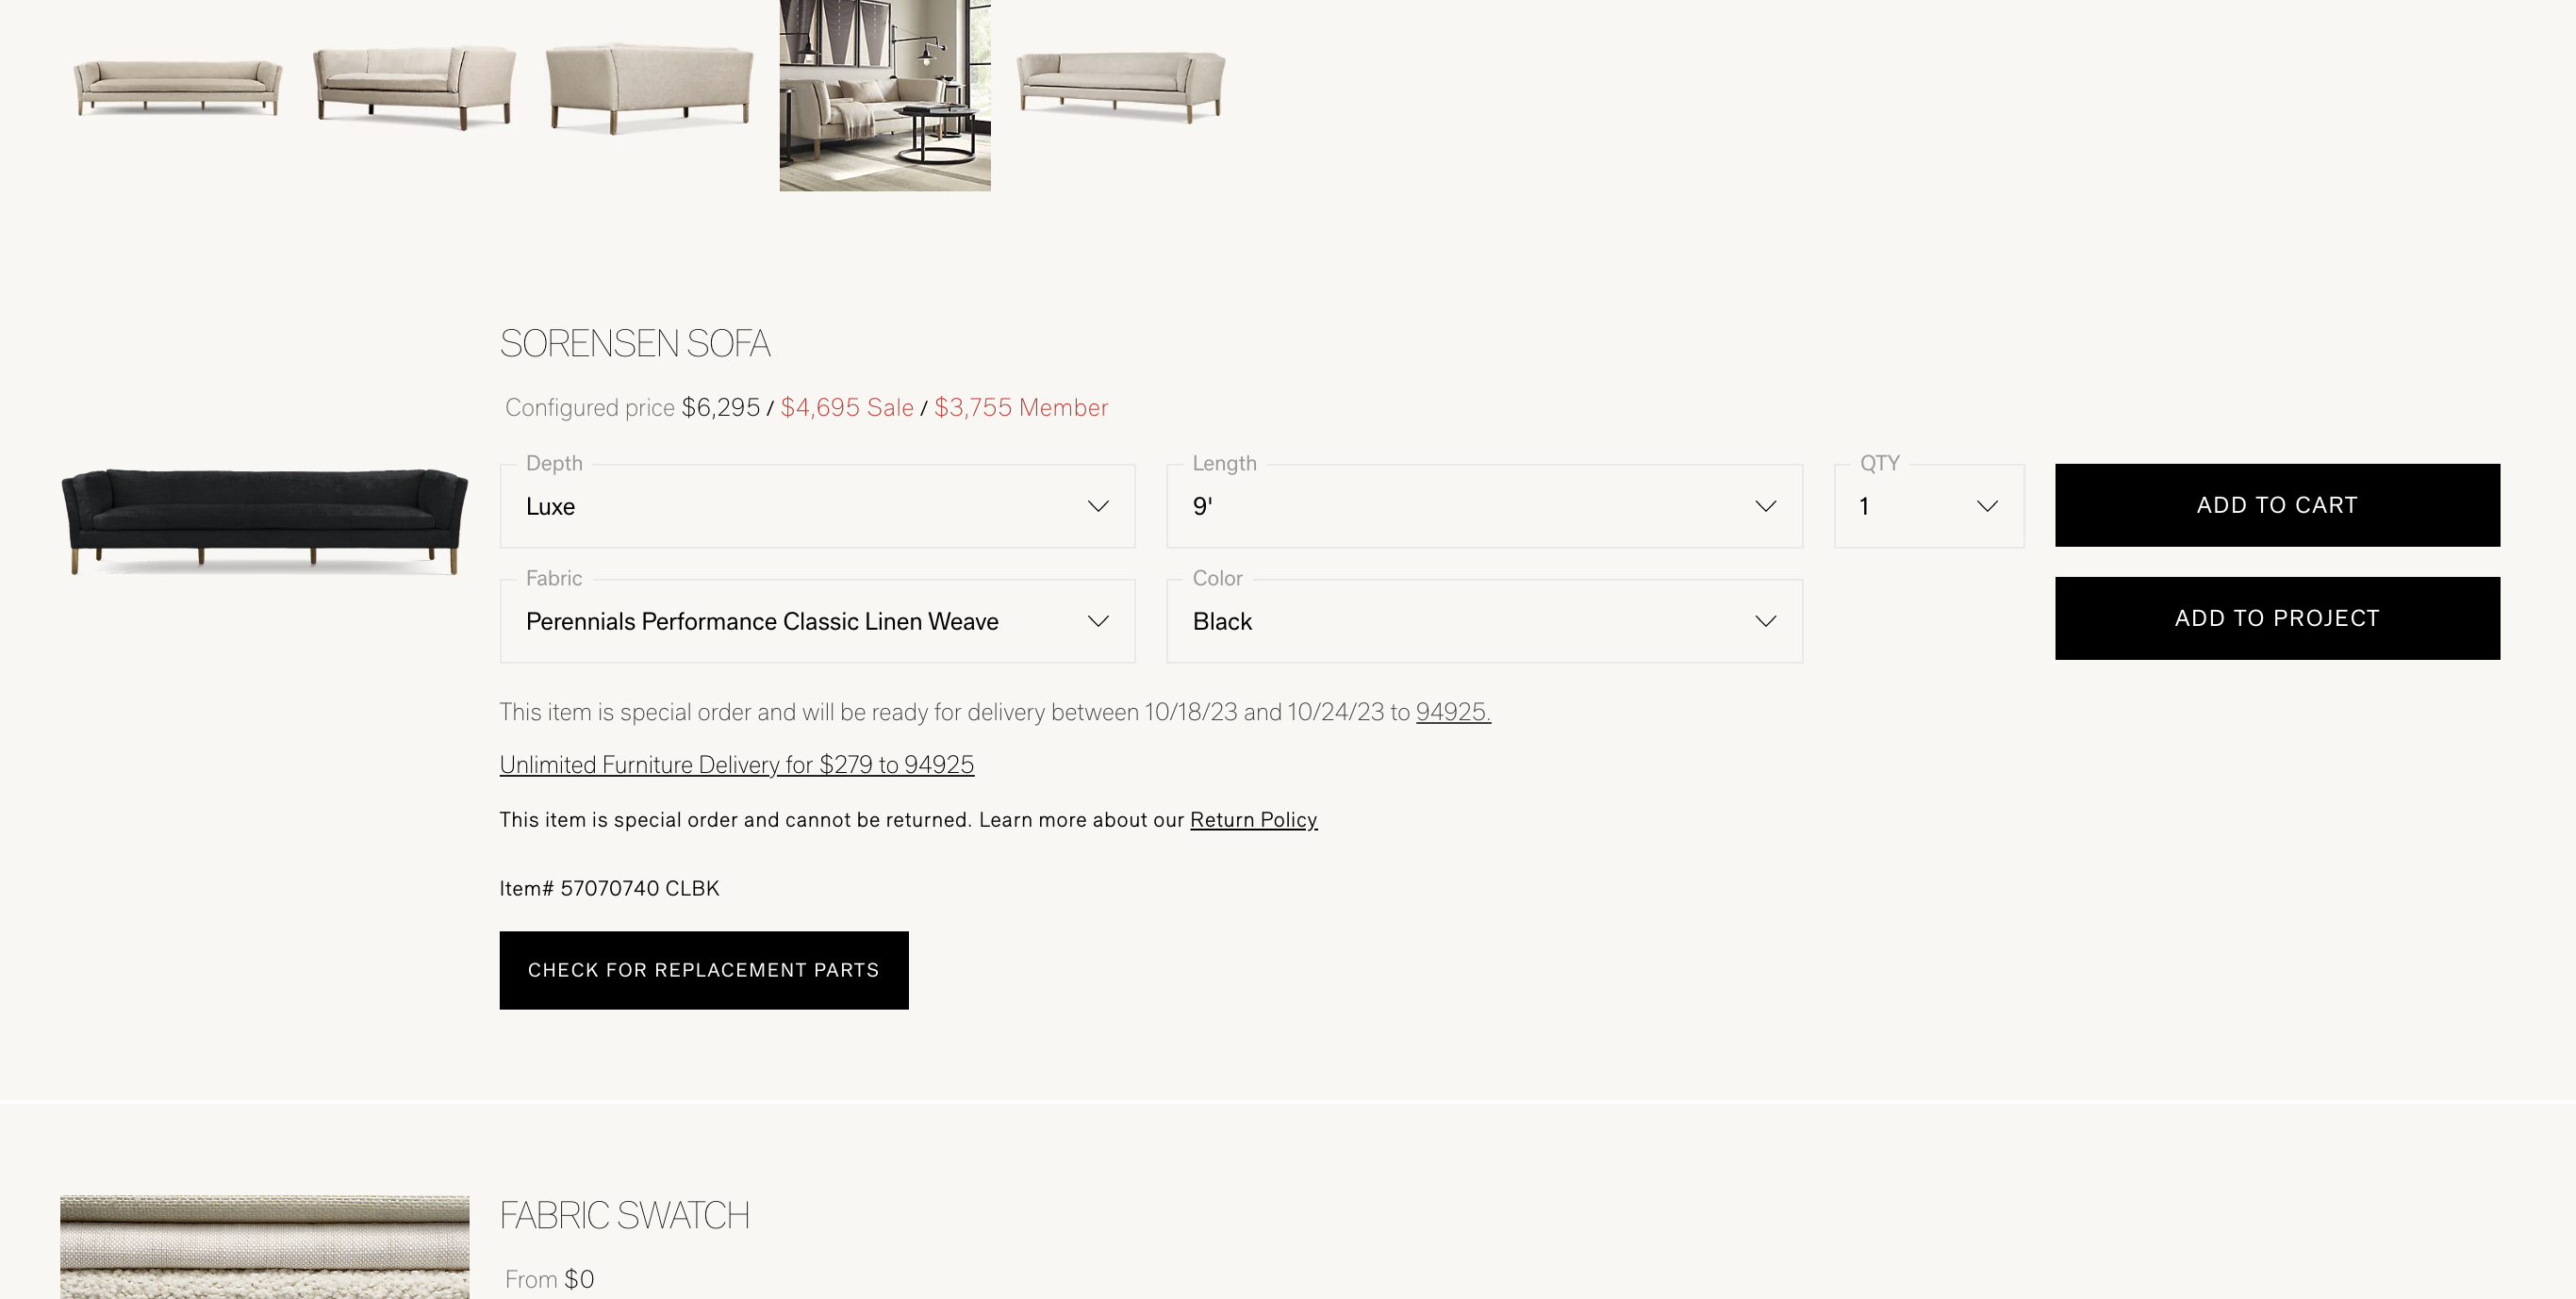 SORENSEN SOFA
Configured price $6,295 / $4,695 Sale / $3,755 Member
Depth
Luxe
Length
9'
QTY
1
ADD TO CART
Fabric
Perennials Performance Classic Linen Weave
Color
Black
ADD TO PROJECT
This item is special order and will be ready for delivery between 10/18/23 and 10/24/23 to 94925.
Unlimited Furniture Delivery for $279 to 94925
This item is special order and cannot be returned. Learn more about our Return Policy
Item# 57070740 CLBK
CHECK FOR REPLACEMENT PARTS
FABRIC SWATCH
From $0